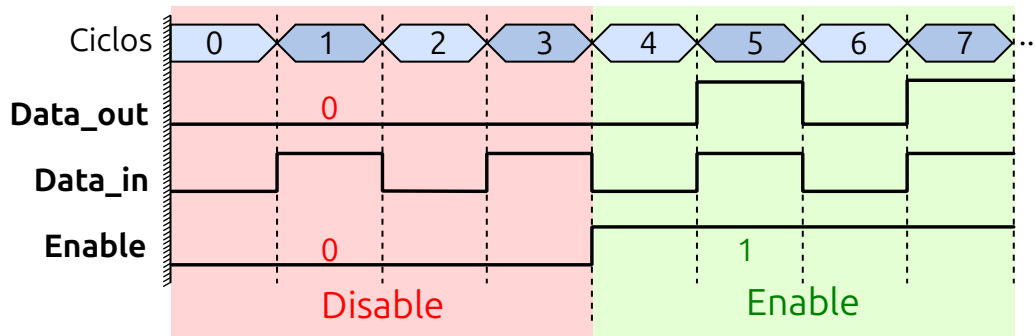 Ciclos 0 1 2 3 4 5 6 7 ...
Data_out 0
Data_in
Enable 0 1
Disable Enable